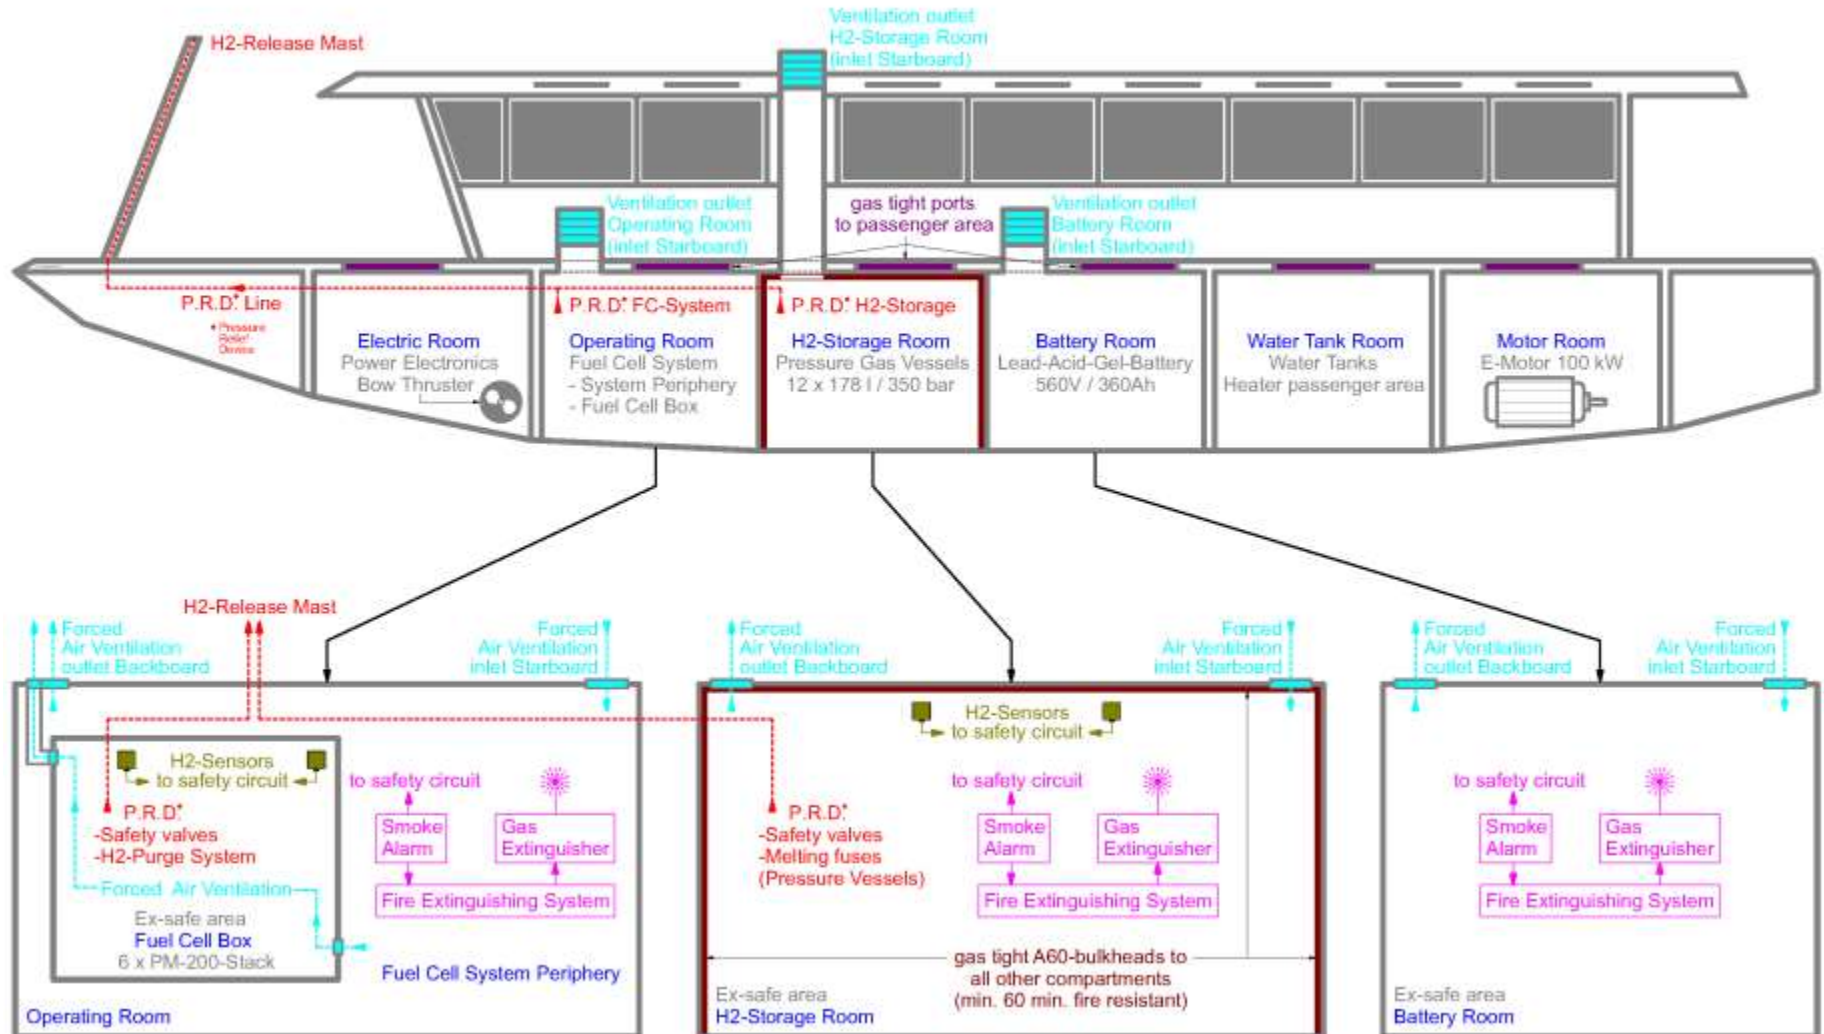 H2-Release Mast
Ventilation outlet
H2-Storage Room
(inlet Starboard)
Ventilation outlet
Operating Room
(inlet Starboard)
gas tight ports
to passenger area
Ventilation outlet
Battery Room
(inlet Starboard)
P.R.D.* Line
* Pressure
Relief
Device
P.R.D.* FC-System
P.R.D.* H2-Storage
Electric Room
Power Electronics
Bow Thruster
Operating Room
Fuel Cell System
- System Periphery
- Fuel Cell Box
H2-Storage Room
Pressure Gas Vessels
12 x 178 l / 350 bar
Battery Room
Lead-Acid-Gel-Battery
560V / 360Ah
Water Tank Room
Water Tanks
Heater passenger area
Motor Room
E-Motor 100 kW
H2-Release Mast
Forced
Air Ventilation
outlet Backboard
Forced
Air Ventilation
inlet Starboard
H2-Sensors
to safety circuit
P.R.D.*
-Safety valves
-H2-Purge System
Forced Air Ventilation
Ex-safe area
Fuel Cell Box
6 x PM-200-Stack
to safety circuit
Smoke
Alarm
Gas
Extinguisher
Fire Extinguishing System
Fuel Cell System Periphery
Operating Room
Forced
Air Ventilation
outlet Backboard
Forced
Air Ventilation
inlet Starboard
H2-Sensors
to safety circuit
P.R.D.*
-Safety valves
-Melting fuses
(Pressure Vessels)
to safety circuit
Smoke
Alarm
Gas
Extinguisher
Fire Extinguishing System
gas tight A60-bulkheads to
all other compartments
(min. 60 min. fire resistant)
Ex-safe area
H2-Storage Room
Forced
Air Ventilation
outlet Backboard
Forced
Air Ventilation
inlet Starboard
to safety circuit
Smoke
Alarm
Gas
Extinguisher
Fire Extinguishing System
Ex-safe area
Battery Room